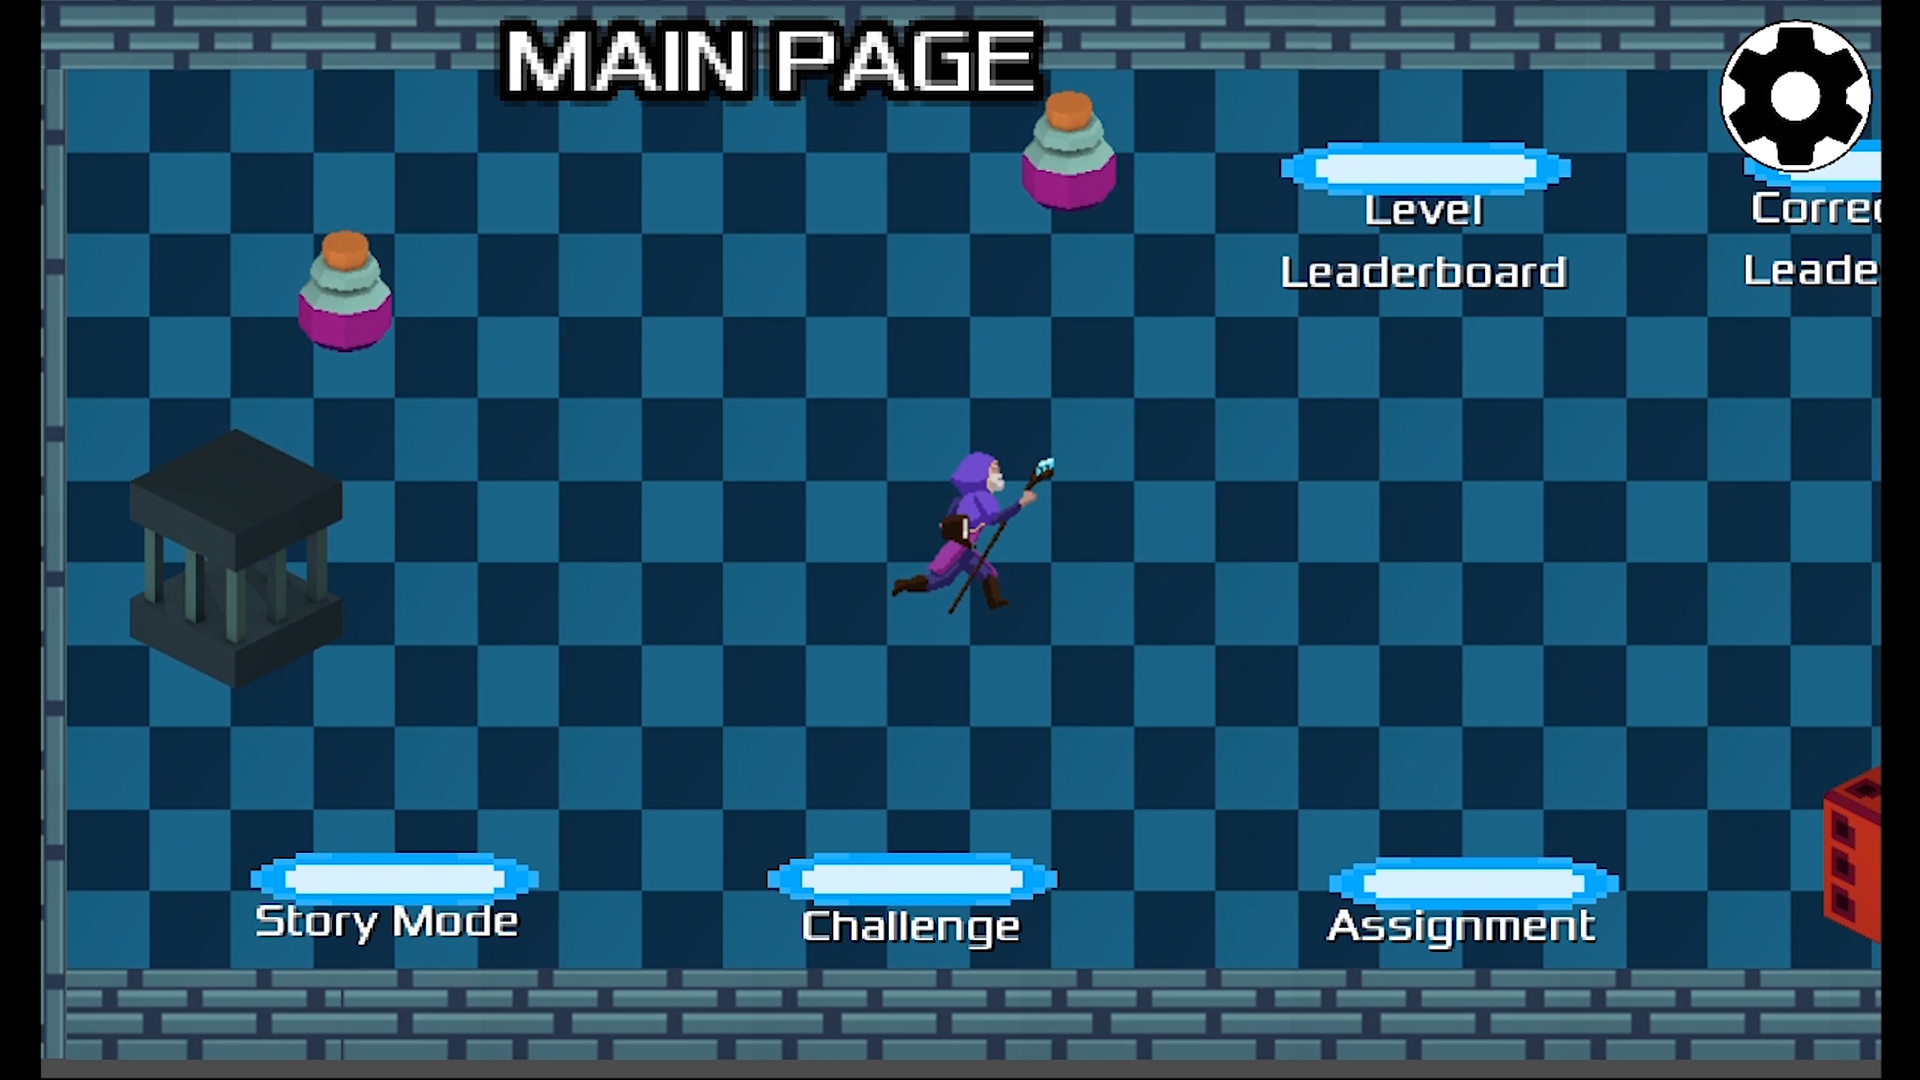 MAIN PAGE
Level
Leaderboard
Story Mode
Challenge
Assignment